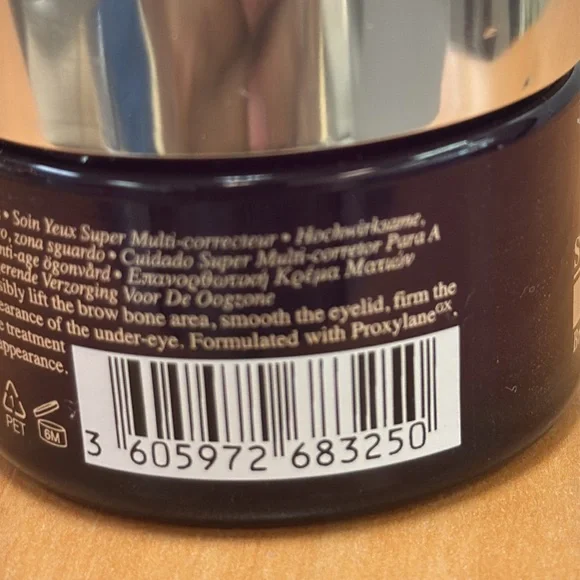 • Soin Yeux Super Multi-correcteur • Hochwirksame,
zona sguardo • Cuidado Super Multi-corretor Para A
nti-age ögonvård • Επανορθωτική Κρέμα Ματιών
erende Verzorging Voor De Oogzone
ibly lift the brow bone area, smooth the eyelid, firm the
earance of the under-eye. Formulated with Proxylane GX.
e treatment
appearance.
PET
6M
3 605972 683250